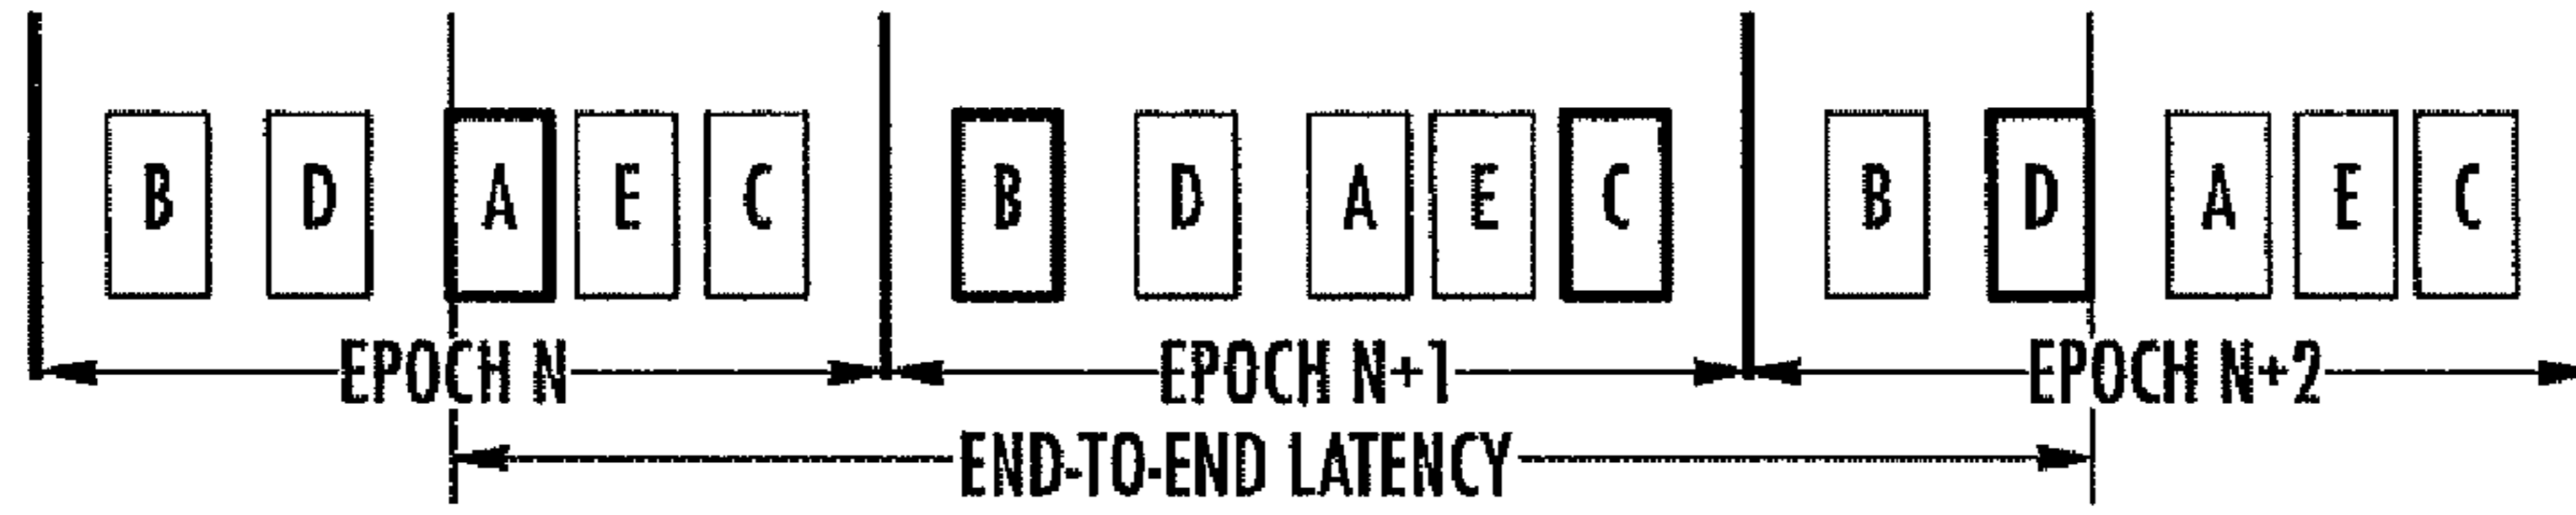 B D A E C B D A E C B D A E C
EPOCH N EPOCH N+1 EPOCH N+2
END-TO-END LATENCY